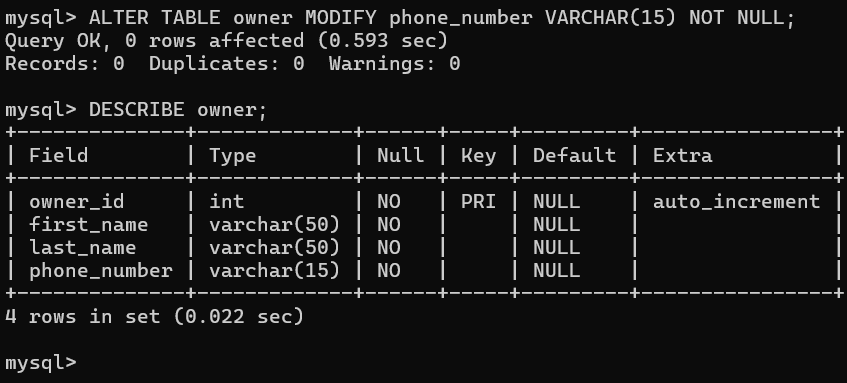 mysql> ALTER TABLE owner MODIFY phone_number VARCHAR(15) NOT NULL;
Query OK, 0 rows affected (0.593 sec)
Records: 0  Duplicates: 0  Warnings: 0

mysql> DESCRIBE owner;
+--------------+-------------+------+-----+---------+----------------+
| Field        | Type        | Null | Key | Default | Extra          |
+--------------+-------------+------+-----+---------+----------------+
| owner_id     | int         | NO   | PRI | NULL    | auto_increment |
| first_name   | varchar(50) | NO   |     | NULL    |                |
| last_name    | varchar(50) | NO   |     | NULL    |                |
| phone_number | varchar(15) | NO   |     | NULL    |                |
+--------------+-------------+------+-----+---------+----------------+
4 rows in set (0.022 sec)

mysql>